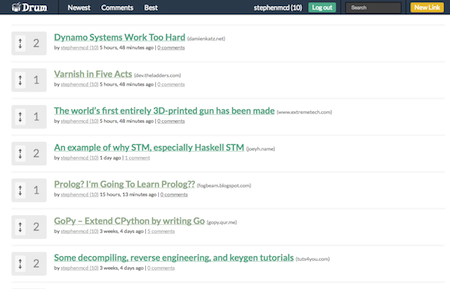 Drum Newest Comments Best stephenmcd (10) Log out Search New Link
2 Dynamo Systems Work Too Hard (damienkatz.net)
by stephenmcd (10) 5 hours, 48 minutes ago | 0 comments
1 Varnish in Five Acts (dev.theladders.com)
by stephenmcd (10) 5 hours, 48 minutes ago | 0 comments
1 The world's first entirely 3D-printed gun has been made (www.extremetech.com)
by stephenmcd (10) 5 hours, 48 minutes ago | 0 comments
2 An example of why STM, especially Haskell STM (joeyh.name)
by stephenmcd (10) 1 day ago | 1 comment
1 Prolog? I'm Going To Learn Prolog?? (fogbeam.blogspot.com)
by stephenmcd (10) 15 hours, 13 minutes ago | 0 comments
2 GoPy – Extend CPython by writing Go (gopy.qur.me)
by stephenmcd (10) 3 weeks, 4 days ago | 5 comments
2 Some decompiling, reverse engineering, and keygen tutorials (tuts4you.com)
by stephenmcd (10) 3 weeks, 4 days ago | 0 comments